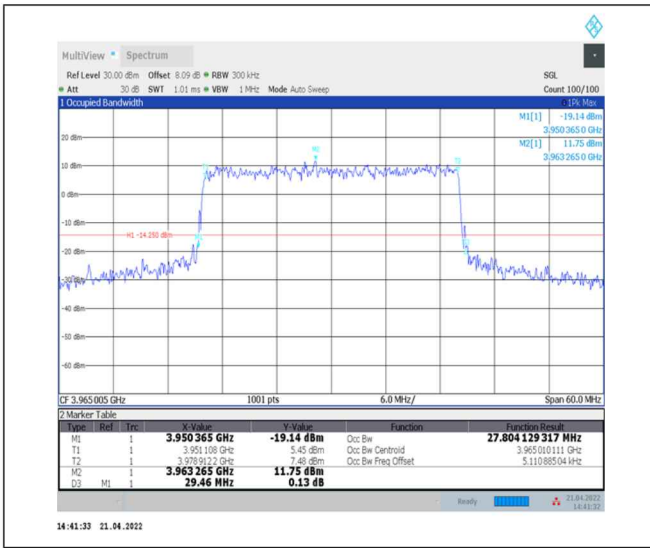 MultiView Spectrum
Ref Level 30.00 dBm Offset 8.09 dB RBW 300 kHz SGL
Att 30 dB SWT 1.01 ms VBW 1 MHz Mode Auto Sweep Count 100/100
1 Occupied Bandwidth 1Pk Max
M1[1] -19.14 dBm
3.950 365 0 GHz
M2[1] 11.75 dBm
3.963 265 0 GHz
20 dBm
10 dBm
0 dBm
-10 dBm
H1 -14.250 dBm
-20 dBm
-30 dBm
-40 dBm
-50 dBm
-60 dBm
CF 3.965005 GHz 1001 pts 6.0 MHz/ Span 60.0 MHz
2 Marker Table
Type Ref Trc X-Value Y-Value Function Function Result
M1 1 3.950 365 GHz -19.14 dBm Occ Bw 27.804 129 317 MHz
T1 1 3.951 108 GHz 5.45 dBm Occ Bw Centroid 3.965 010 111 GHz
T2 1 3.978 912 2 GHz 7.48 dBm Occ Bw Freq Offset 5.110 885 04 kHz
M2 1 3.963 265 GHz 11.75 dBm
D3 M1 1 29.46 MHz 0.13 dB
Ready 21.04.2022
14:41:32
14:41:33 21.04.2022